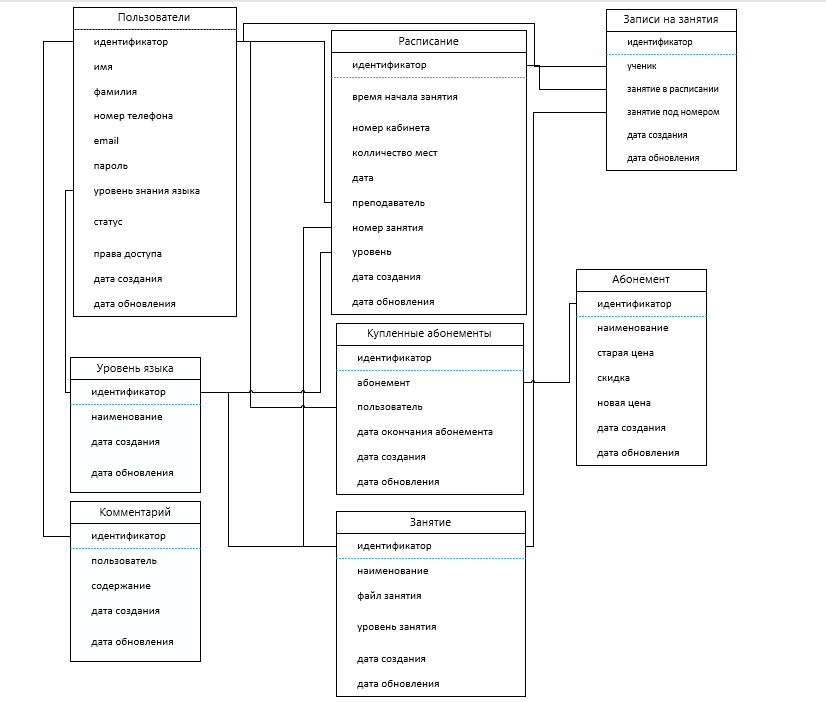 Пользователи
идентификатор
имя
фамилия
номер телефона
email
пароль
уровень знания языка
статус
права доступа
дата создания
дата обновления
Расписание
идентификатор
время начала занятия
номер кабинета
колличество мест
дата
преподаватель
номер занятия
уровень
дата создания
дата обновления
Записи на занятия
идентификатор
ученик
занятие в расписании
занятие под номером
дата создания
дата обновления
Уровень языка
идентификатор
наименование
дата создания
дата обновления
Купленные абонементы
идентификатор
абонемент
пользователь
дата окончания абонемента
дата создания
дата обновления
Абонемент
идентификатор
наименование
старая цена
скидка
новая цена
дата создания
дата обновления
Комментарий
идентификатор
пользователь
содержание
дата создания
дата обновления
Занятие
идентификатор
наименование
файл занятия
уровень занятия
дата создания
дата обновления